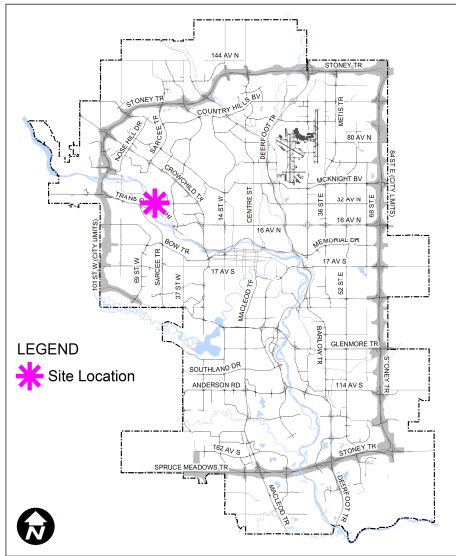 144 AV N
STONEY TR
STONEY TR
COUNTRY HILLS BV
METIS TR
NOSE HILL DR
SARCEE TR
DEERFOOT TR
80 AV N
CROWCHILD TR
MCKNIGHT BV
TRANS
14 ST W
CENTRE ST
36 ST E
32 AV N
68 ST E
16 AV N
16 AV N
MEMORIAL DR
BOW TR
101 ST W (CITY LIMITS)
69 ST W
SARCEE TR
37 ST W
17 AV S
17 AV S
52 ST E
MACLEOD TR
BARLOW TR
GLENMORE TR
STONEY TR
LEGEND
Site Location
SOUTHLAND DR
ANDERSON RD
114 AV S
162 AV S
STONEY TR
SPRUCE MEADOWS TR
MACLEOD TR
DEERFOOT TR
N